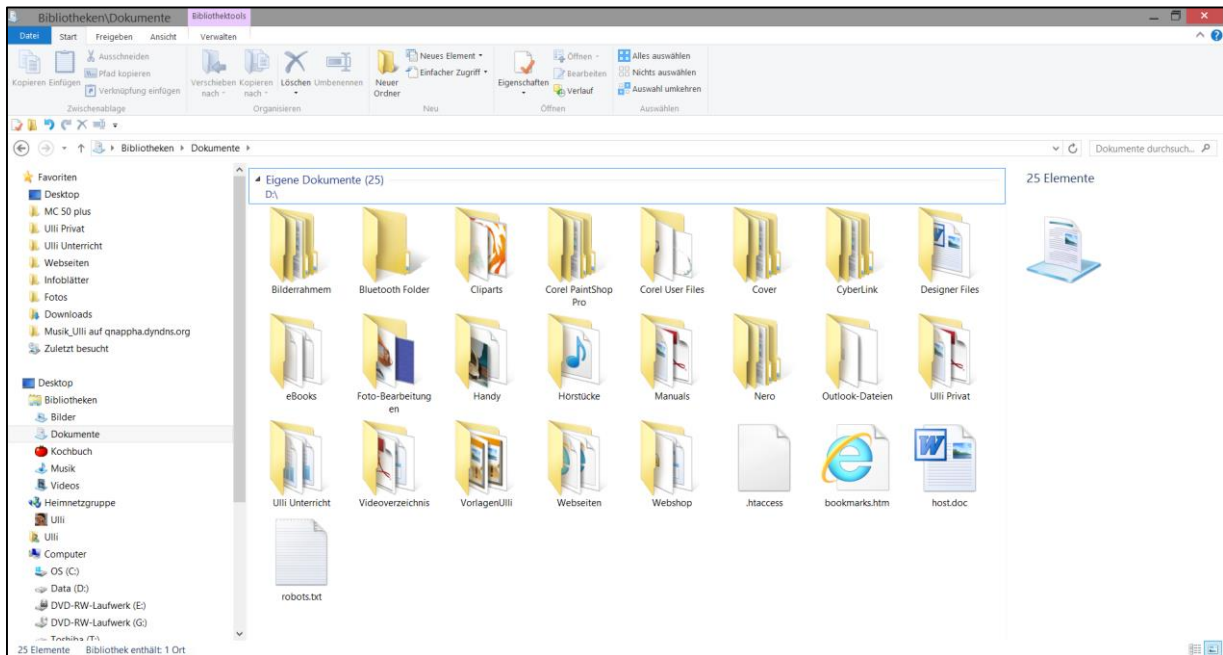 Bibliotheken\Dokumente
Bibliothektools
Datei Start Freigeben Ansicht Verwalten
Kopieren Einfügen
Ausschneiden
Pfad kopieren
Verknüpfung einfügen
Zwischenablage
Verschieben nach
Kopieren nach
Löschen Umbenennen
Organisieren
Neuer Ordner
Neues Element
Einfacher Zugriff
Neu
Eigenschaften
Öffnen
Bearbeiten
Verlauf
Öffnen
Alles auswählen
Nichts auswählen
Auswahl umkehren
Auswählen
Bibliotheken Dokumente
Dokumente durchsuch...
Favoriten
Desktop
MC 50 plus
Ulli Privat
Ulli Unterricht
Webseiten
Infoblätter
Fotos
Downloads
Musik_Ulli auf qnappha.dyndns.org
Zuletzt besucht
Desktop
Bibliotheken
Bilder
Dokumente
Kochbuch
Musik
Videos
Heimnetzgruppe
Ulli
Ulli
Computer
OS (C:)
Data (D:)
DVD-RW-Laufwerk (E:)
DVD-RW-Laufwerk (G:)
Toshiba (T:)
Eigene Dokumente (25)
D:\
Bilderrahmem
Bluetooth Folder
Cliparts
Corel PaintShop
Pro
Corel User Files
Cover
CyberLink
Designer Files
eBooks
Foto-Bearbeitung
en
Handy
Hörstücke
Manuals
Nero
Outlook-Dateien
Ulli Privat
Ulli Unterricht
Videoverzeichnis
VorlagenUlli
Webseiten
Webshop
.htaccess
bookmarks.htm
host.doc
robots.txt
25 Elemente
25 Elemente Bibliothek enthält: 1 Ort